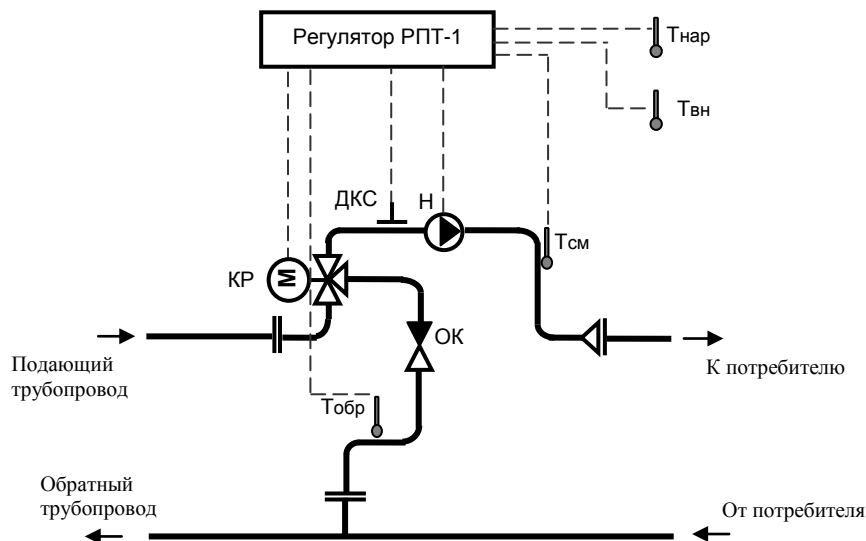 Регулятор РПТ-1
Тнар
Твн
ДКС
Н
Тсм
КР
М
ОК
Подающий
трубопровод
К потребителю
Тобр
Обратный
трубопровод
От потребителя